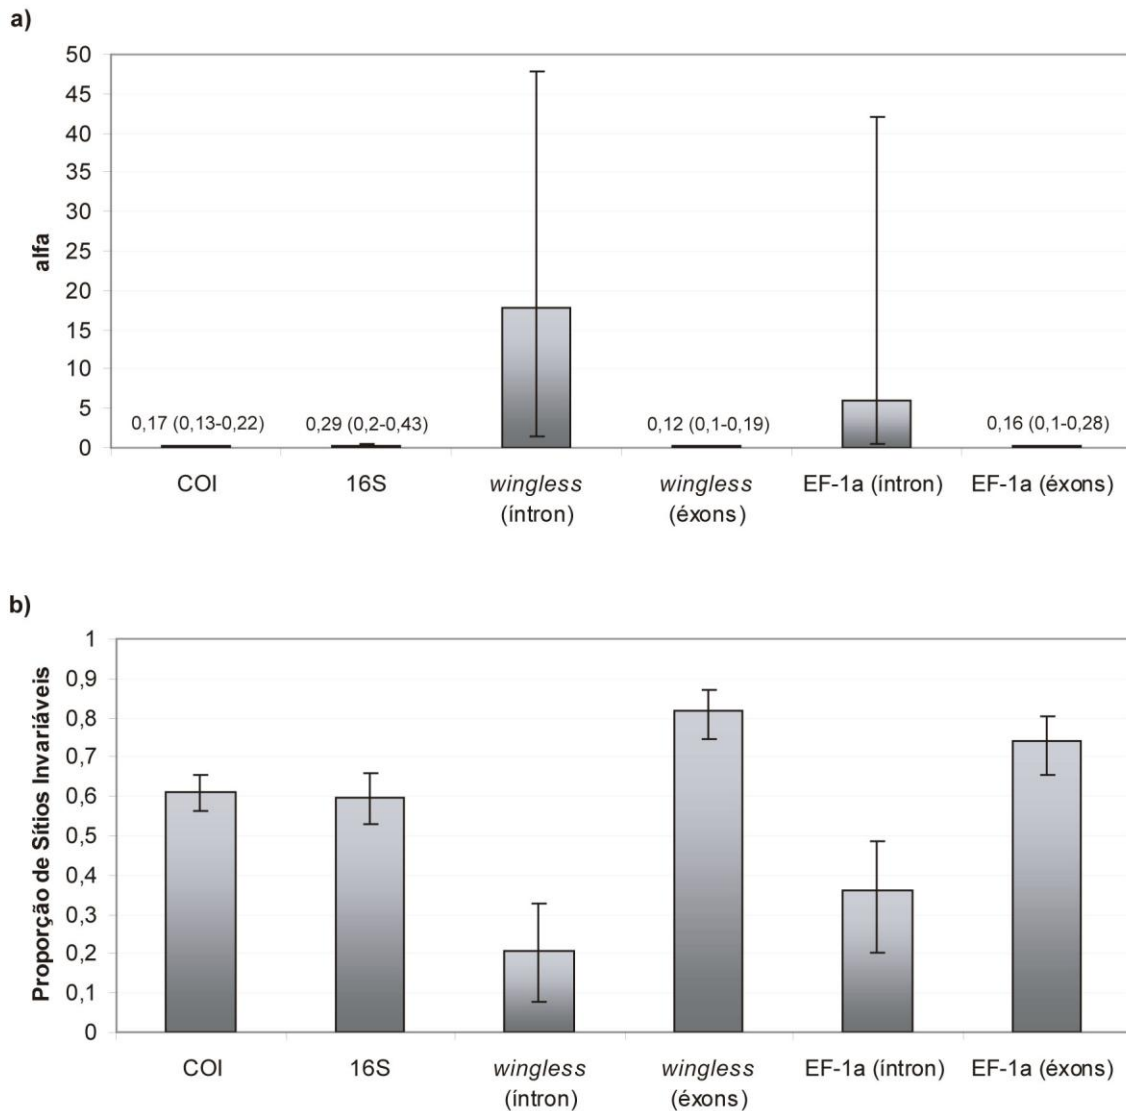 a)
50
45
40
35
30
25
20
15
10
5
0
alfa
0,17 (0,13-0,22)
0,29 (0,2-0,43)
0,12 (0,1-0,19)
0,16 (0,1-0,28)
COI
16S
wingless
(íntron)
wingless
(éxons)
EF-1a (íntron)
EF-1a (éxons)
b)
1
0,9
0,8
0,7
0,6
0,5
0,4
0,3
0,2
0,1
0
Proporção de Sítios Invariáveis
COI
16S
wingless
(íntron)
wingless
(éxons)
EF-1a (íntron)
EF-1a (éxons)